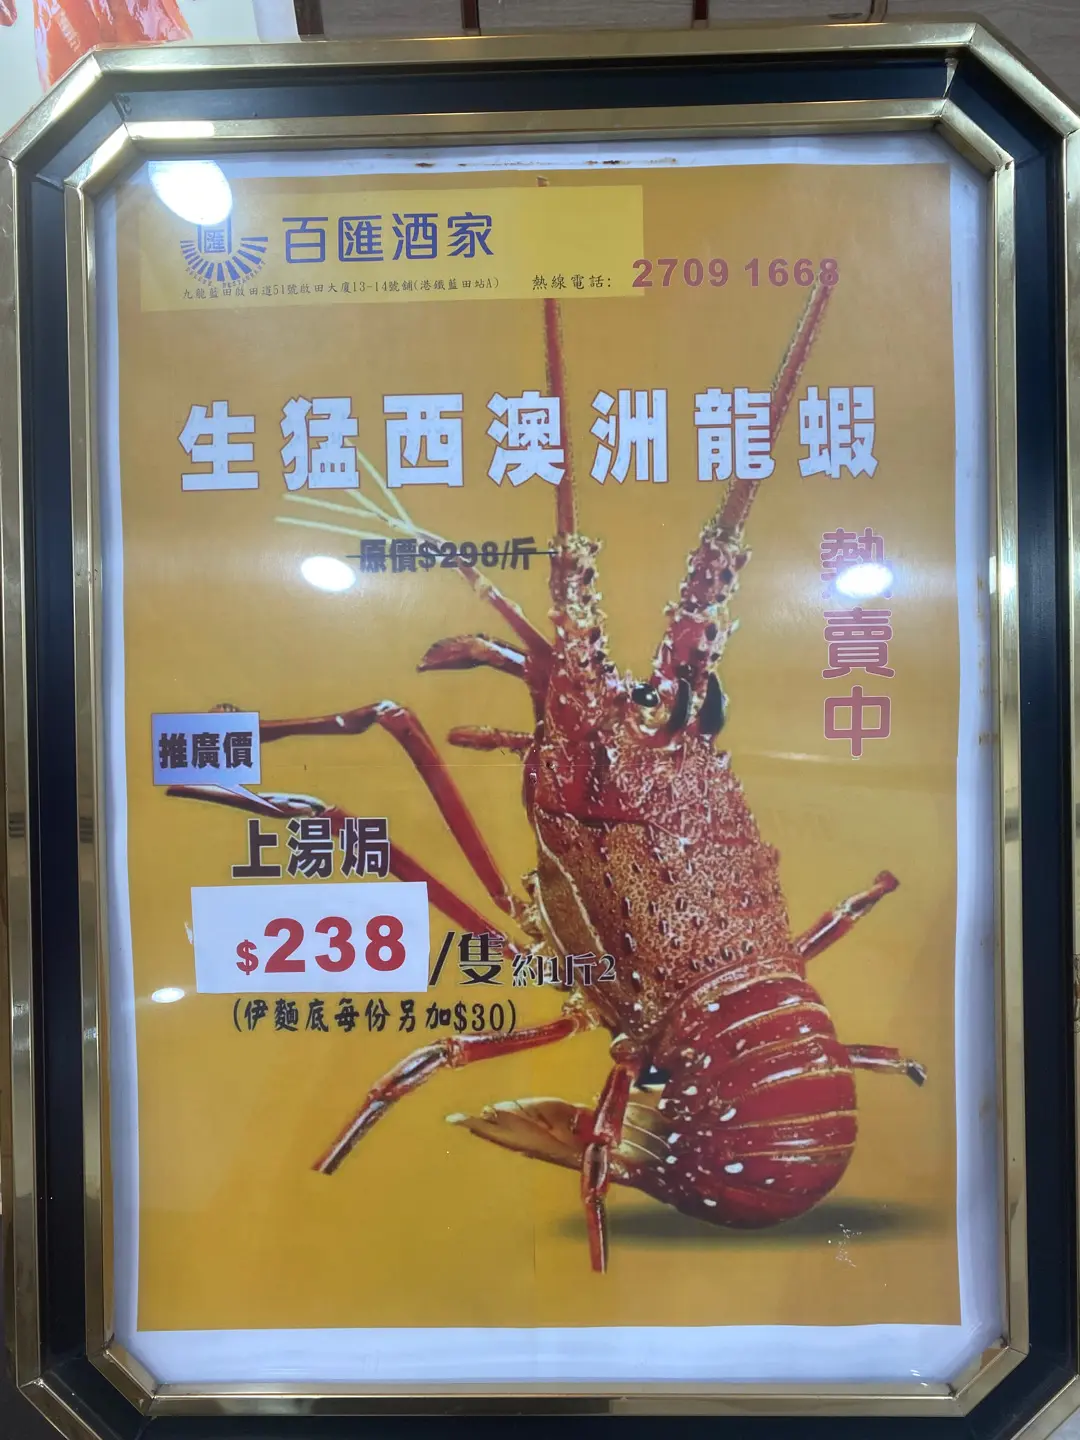 匯
百匯酒家
九龍藍田啟田道51號啟田大廈13-14號舖(港鐵藍田站A)
熱線電話: 2709 1668
生猛西澳洲龍蝦
原價$298/斤
熱賣中
推廣價
上湯焗
$238/隻約1斤2
(伊麵底每份另加$30)